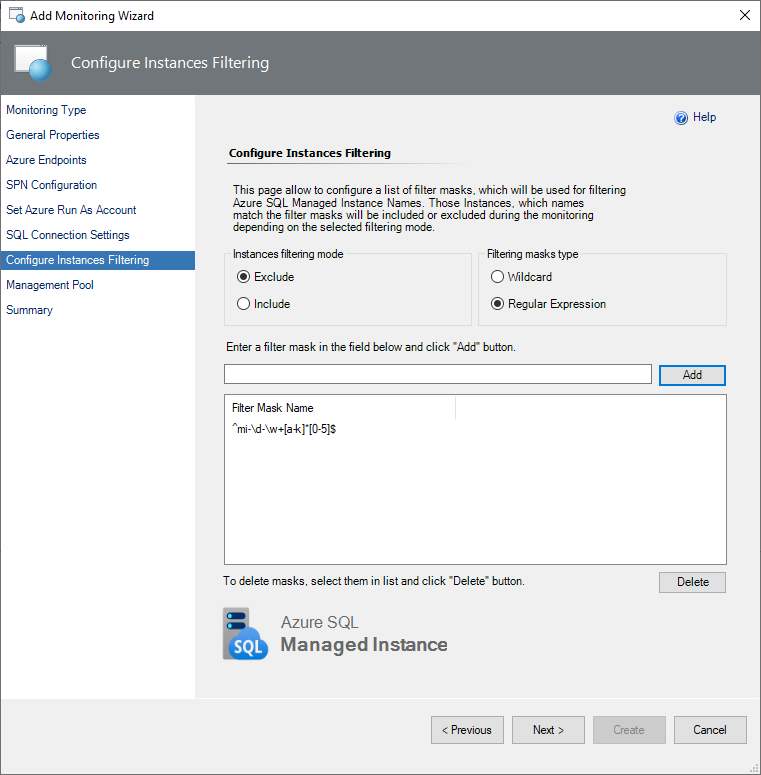 Add Monitoring Wizard
Configure Instances Filtering
Monitoring Type
General Properties
Azure Endpoints
SPN Configuration
Set Azure Run As Account
SQL Connection Settings
Configure Instances Filtering
Management Pool
Summary
Help
Configure Instances Filtering
This page allow to configure a list of filter masks, which will be used for filtering
Azure SQL Managed Instance Names. Those Instances, which names
match the filter masks will be included or excluded during the monitoring
depending on the selected filtering mode.
Instances filtering mode
Exclude
Include
Filtering masks type
Wildcard
Regular Expression
Enter a filter mask in the field below and click "Add" button.
Add
Filter Mask Name
^mi-\d-\w+[a-k]*[0-5]$
To delete masks, select them in list and click "Delete" button.
Delete
SQL
Azure SQL
Managed Instance
< Previous
Next >
Create
Cancel